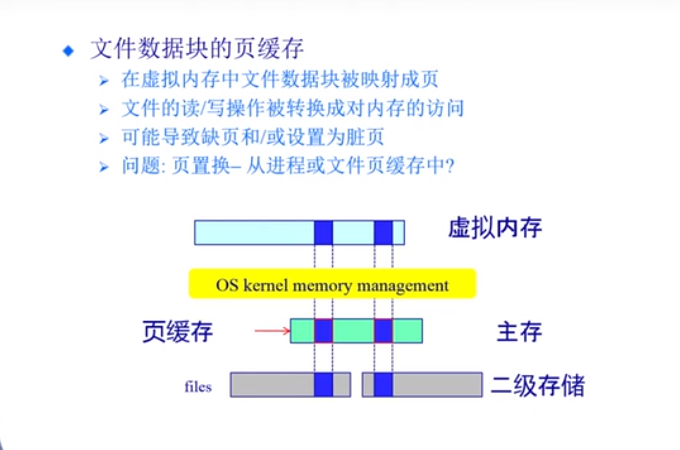 文件数据块的页缓存
在虚拟内存中文件数据块被映射成页
文件的读/写操作被转换成对内存的访问
可能导致缺页和/或设置为脏页
问题: 页置换– 从进程或文件页缓存中?
虚拟内存
OS kernel memory management
页缓存
主存
files
二级存储